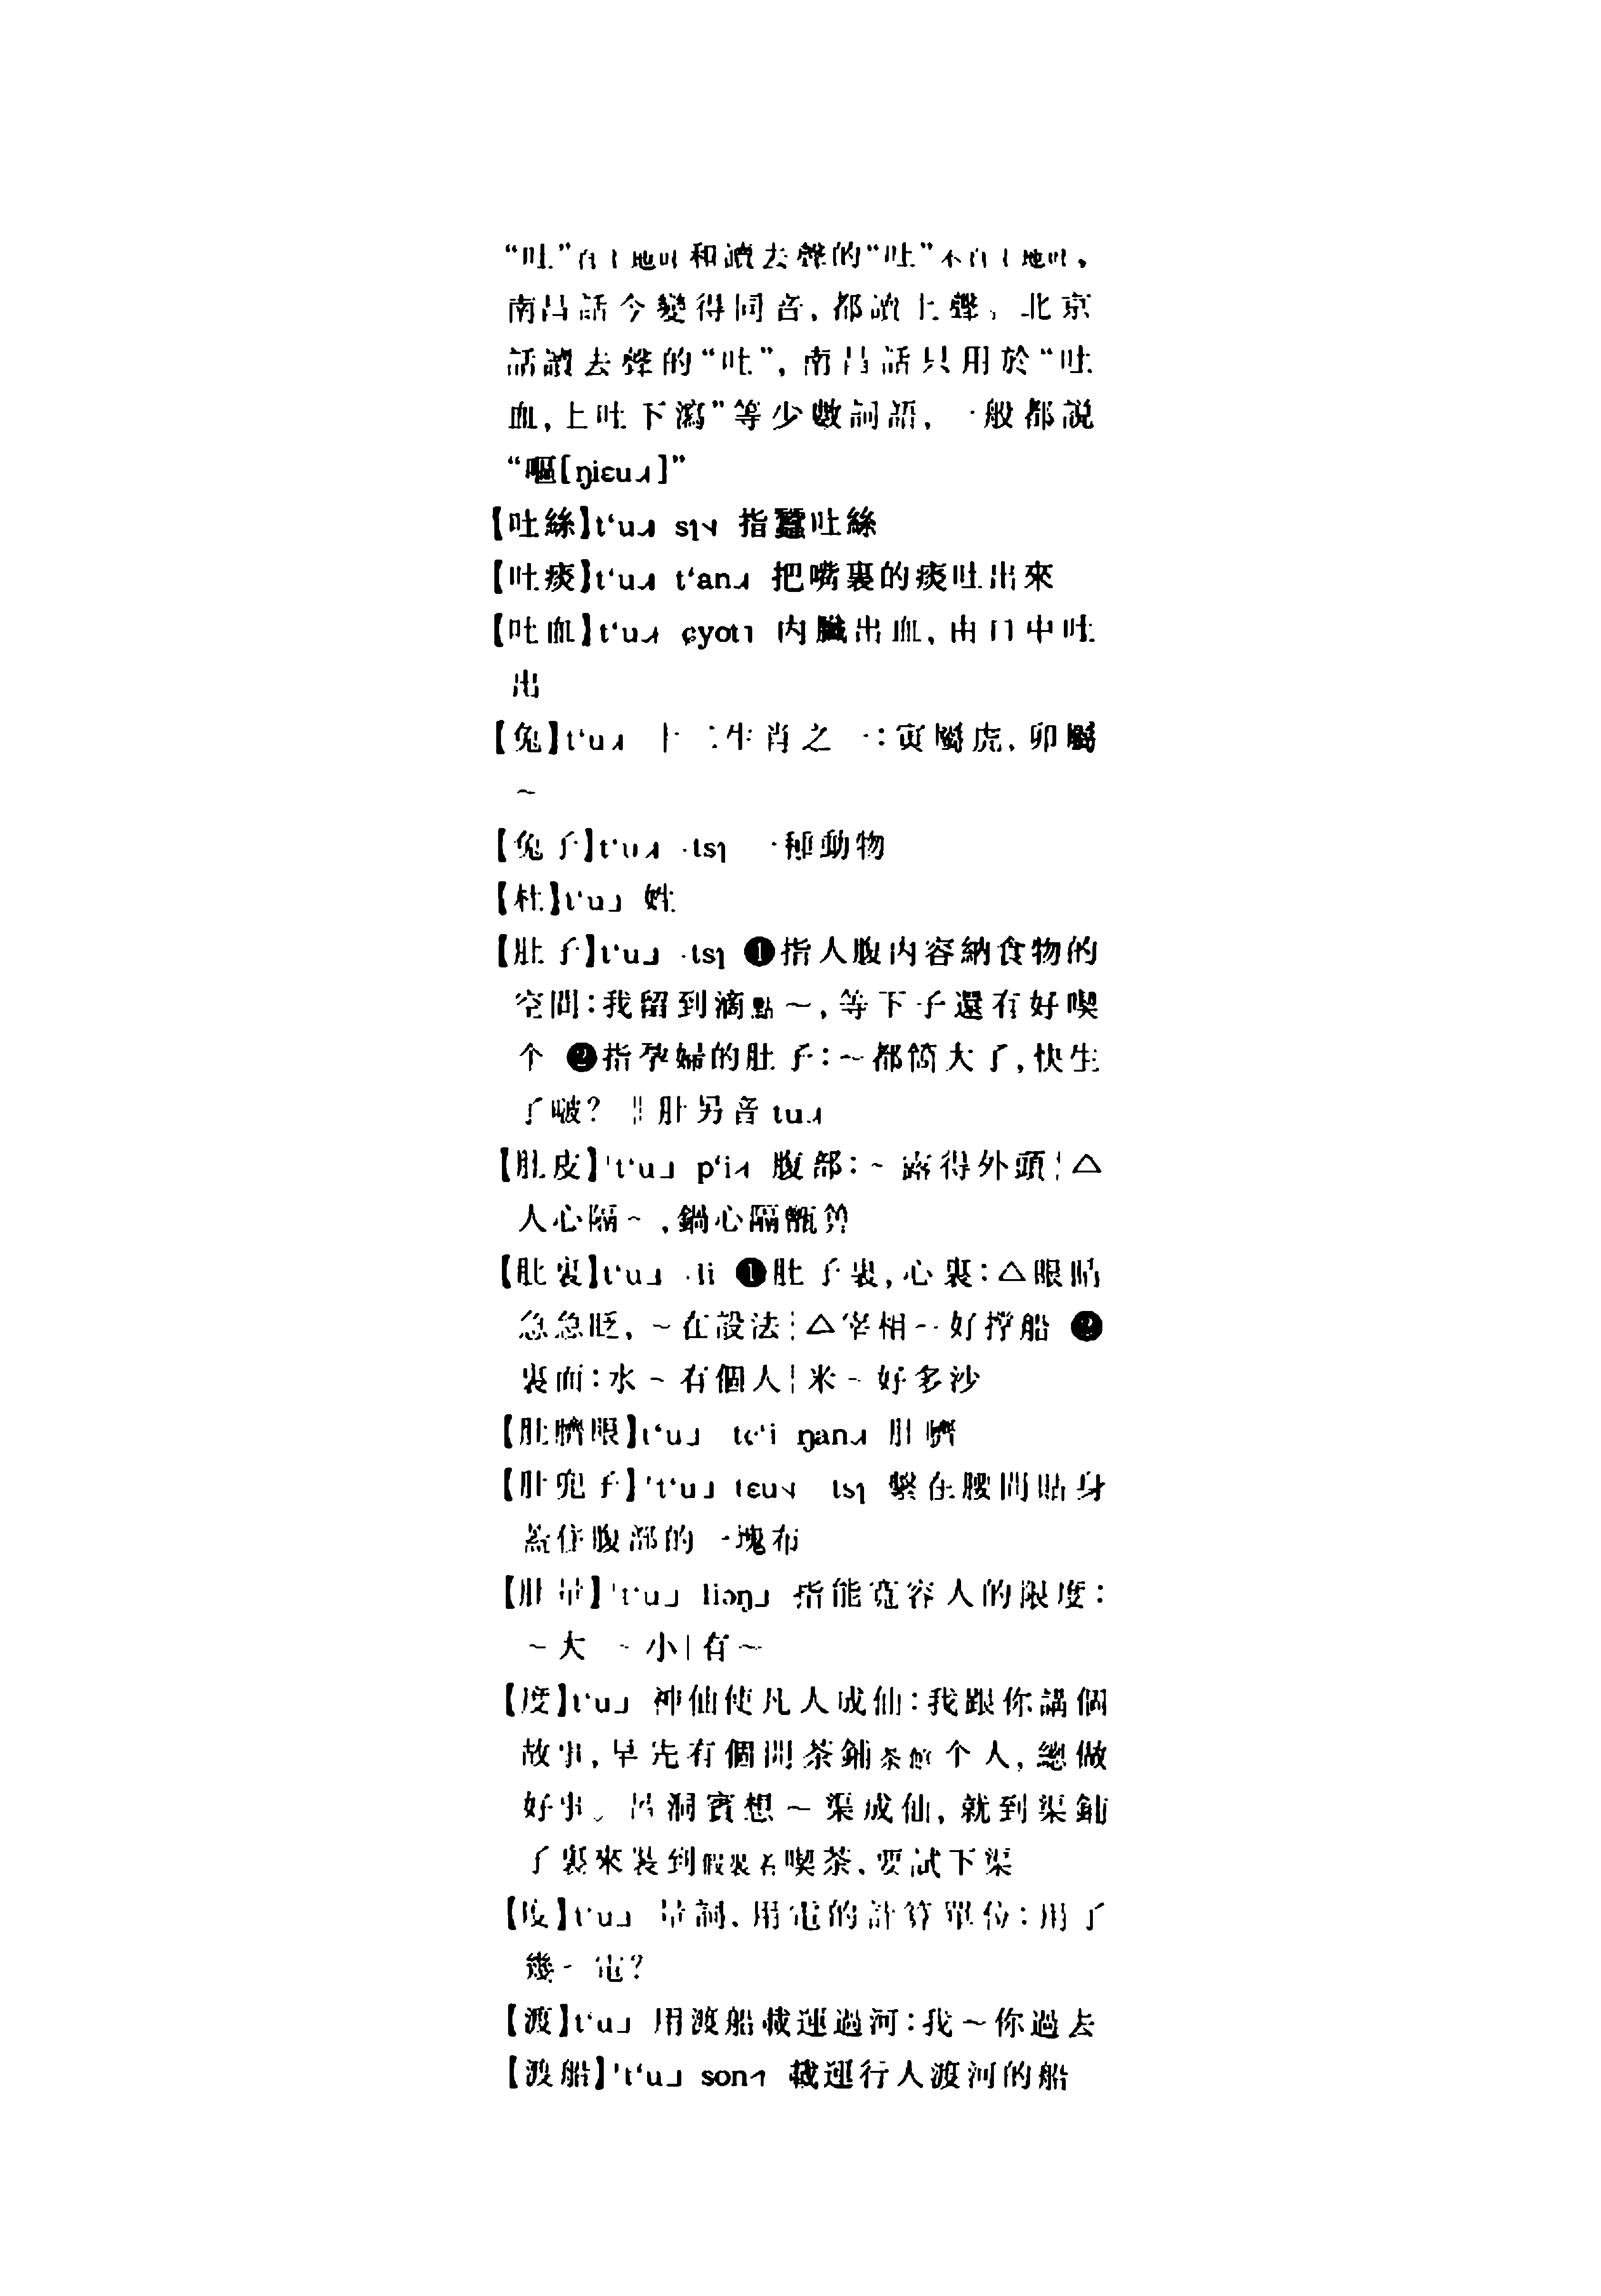 “吐”自主地吐和讀去聲的“吐”不自主地吐，
南昌話今變得同音，都讀上聲。北京
話讀去聲的“吐”，南昌話只用於“吐
血，上吐下瀉”等少數詞語，一般都説
“嘔[ŋiɛu˩˧]”
【吐絲】t‘u˩˧ sɿ˦˨ 指蠶吐絲
【吐痰】t‘u˩˧ t‘an˩˧ 把嘴裏的痰吐出來
【吐血】t‘u˩˧ ɕyot˥ 内臟出血，由口中吐
出
【兔】t‘u˩˧ 十二生肖之一：寅屬虎，卯屬
～
【兔子】t‘u˩˧ ·tsɿ 一種動物
【杜】t‘u˩ 姓
【肚子】t‘u˩ ·tsɿ ❶指人腹内容納食物的
空間：我留到滴點～，等下子還有好喫
个 ❷指孕婦的肚子：～都箇大了，快生
了啵？ ‖肚另音 tu˩˧
【肚皮】't‘u˩ p‘i 腹部：～露得外頭¦△
人心隔～，鍋心隔甑箅
【肚裏】t‘u˩ ·li ❶肚子裏，心裏：△眼睛
急急眨，～在設法¦△宰相～好撐船 ❷
裏面：水～有個人¦米～好多沙
【肚臍眼】t‘u˩ tɕ‘i ŋan˩˧ 肚臍
【肚兜子】't‘u˩ tɛu˦˨ tsɿ 繫在腰間貼身
蓋住腹部的一塊布
【肚量】't‘u˩ liɔŋ˩ 指能寬容人的限度：
～大 ～小|有～
【度】t‘u˩ 神仙使凡人成仙：我跟你講個
故事，早先有個開茶鋪茶館个人，總做
好事。吕洞賓想～渠成仙，就到渠鋪
了裏來裝到假裝着喫茶，要試下渠
【度】t‘u˩ 量詞，用電的計算單位：用了
幾～電？
【渡】t‘u˩ 用渡船載運過河：我～你過去
【渡船】't‘u˩ sɔn 載運行人渡河的船